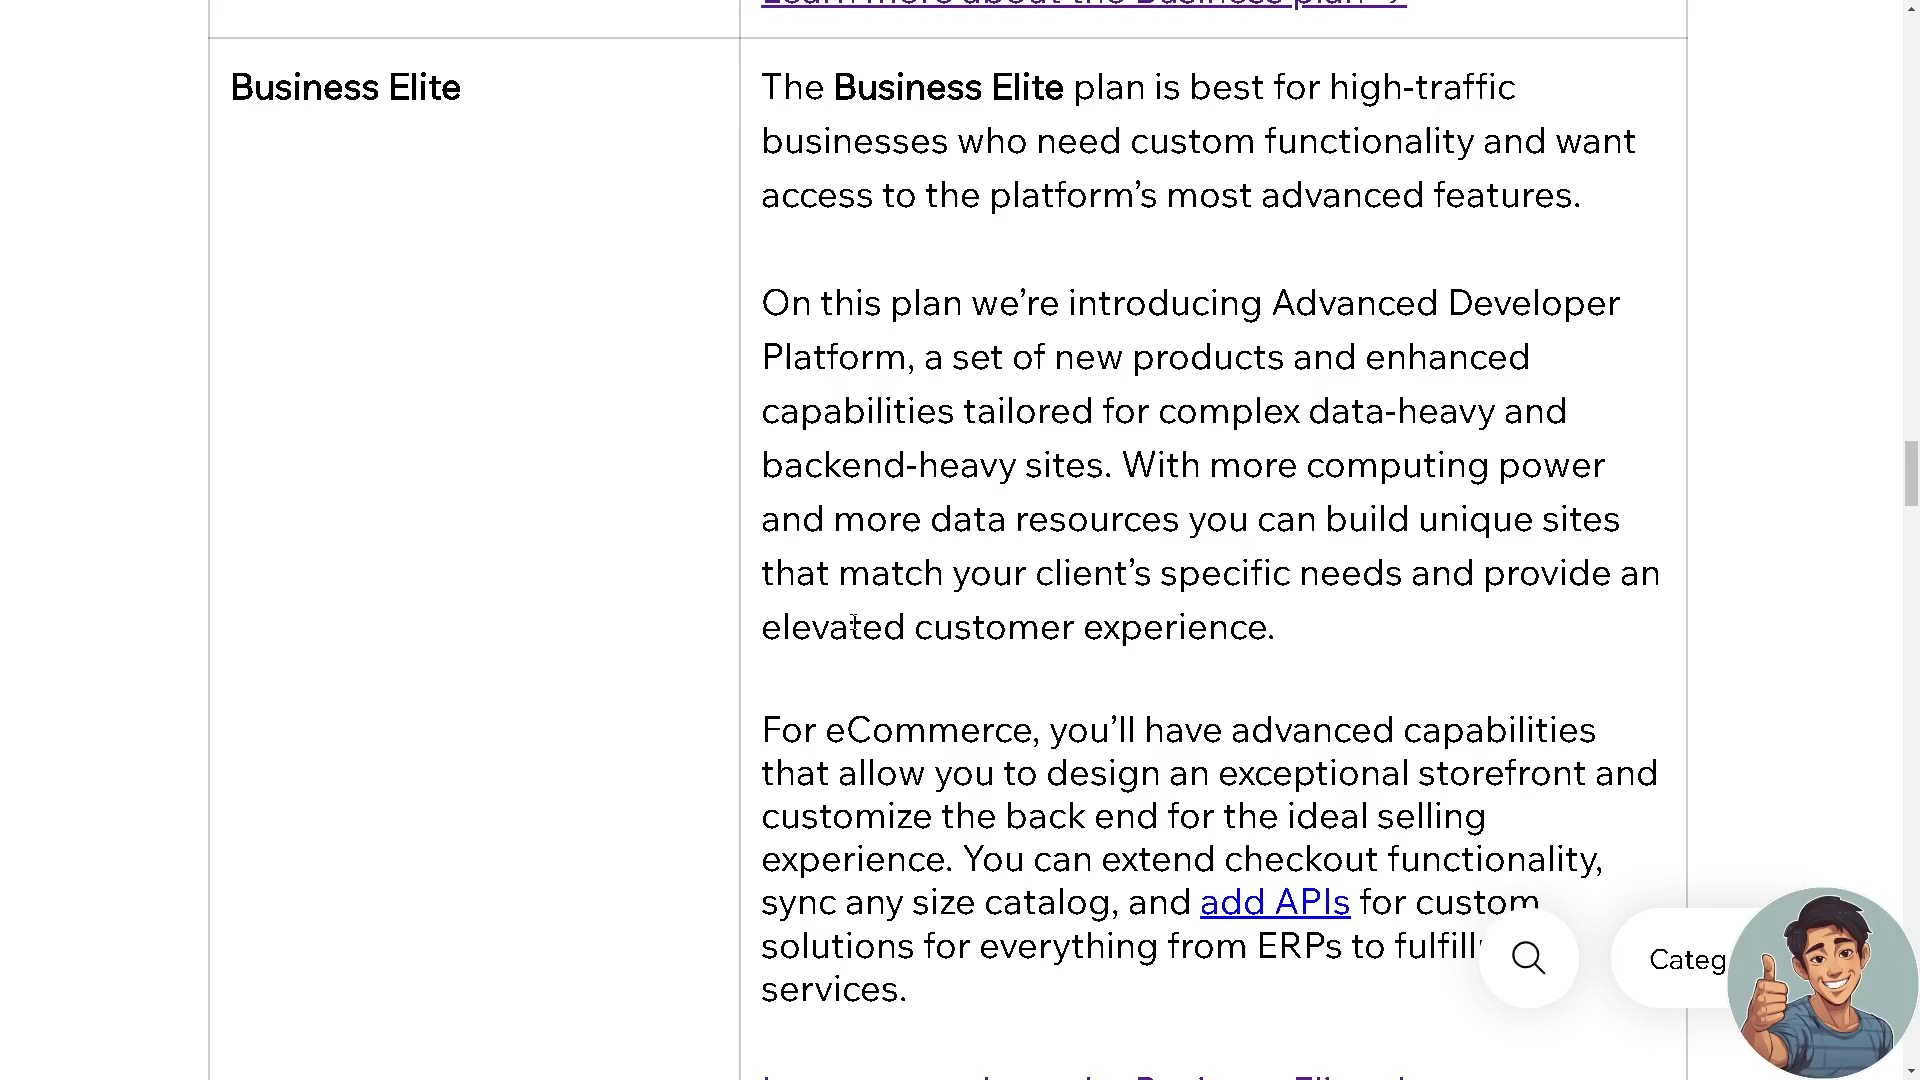 Learn more about the Business plan →
Business Elite
The Business Elite plan is best for high-traffic
businesses who need custom functionality and want
access to the platform’s most advanced features.
On this plan we’re introducing Advanced Developer
Platform, a set of new products and enhanced
capabilities tailored for complex data-heavy and
backend-heavy sites. With more computing power
and more data resources you can build unique sites
that match your client’s specific needs and provide an
elevated customer experience.
For eCommerce, you’ll have advanced capabilities
that allow you to design an exceptional storefront and
customize the back end for the ideal selling
experience. You can extend checkout functionality,
sync any size catalog, and add APIs for custom
solutions for everything from ERPs to
services.
Categ